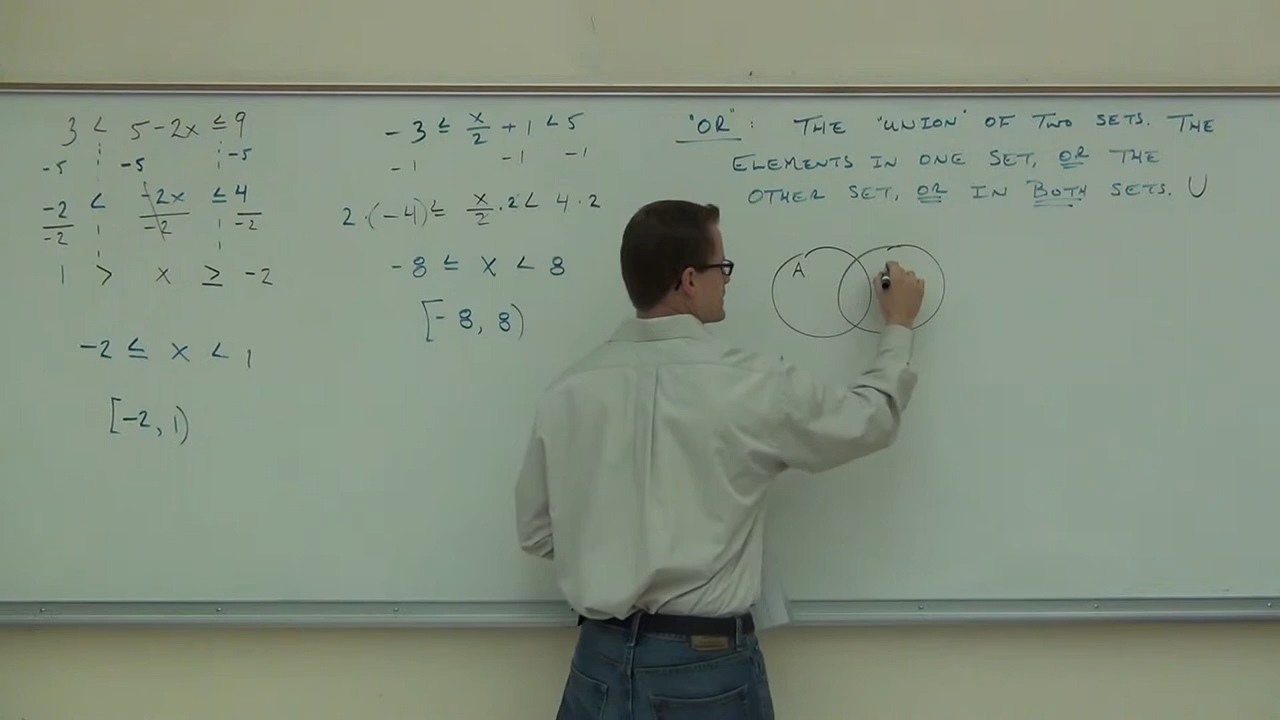 3 < 5-2x ≤ 9
-5 -5 -5
-2 < -2x ≤ 4
-2 -2 -2
1 > x ≥ -2
-2 ≤ x < 1
[-2, 1)
-3 ≤ x/2 + 1 < 5
-1 -1 -1
2·(-4) ≤ x/2 · 2 < 4·2
-8 ≤ x < 8
[-8, 8)
"OR": THE "UNION" OF TWO SETS. THE
ELEMENTS IN ONE SET, OR THE
OTHER SET, OR IN BOTH SETS. ∪
A